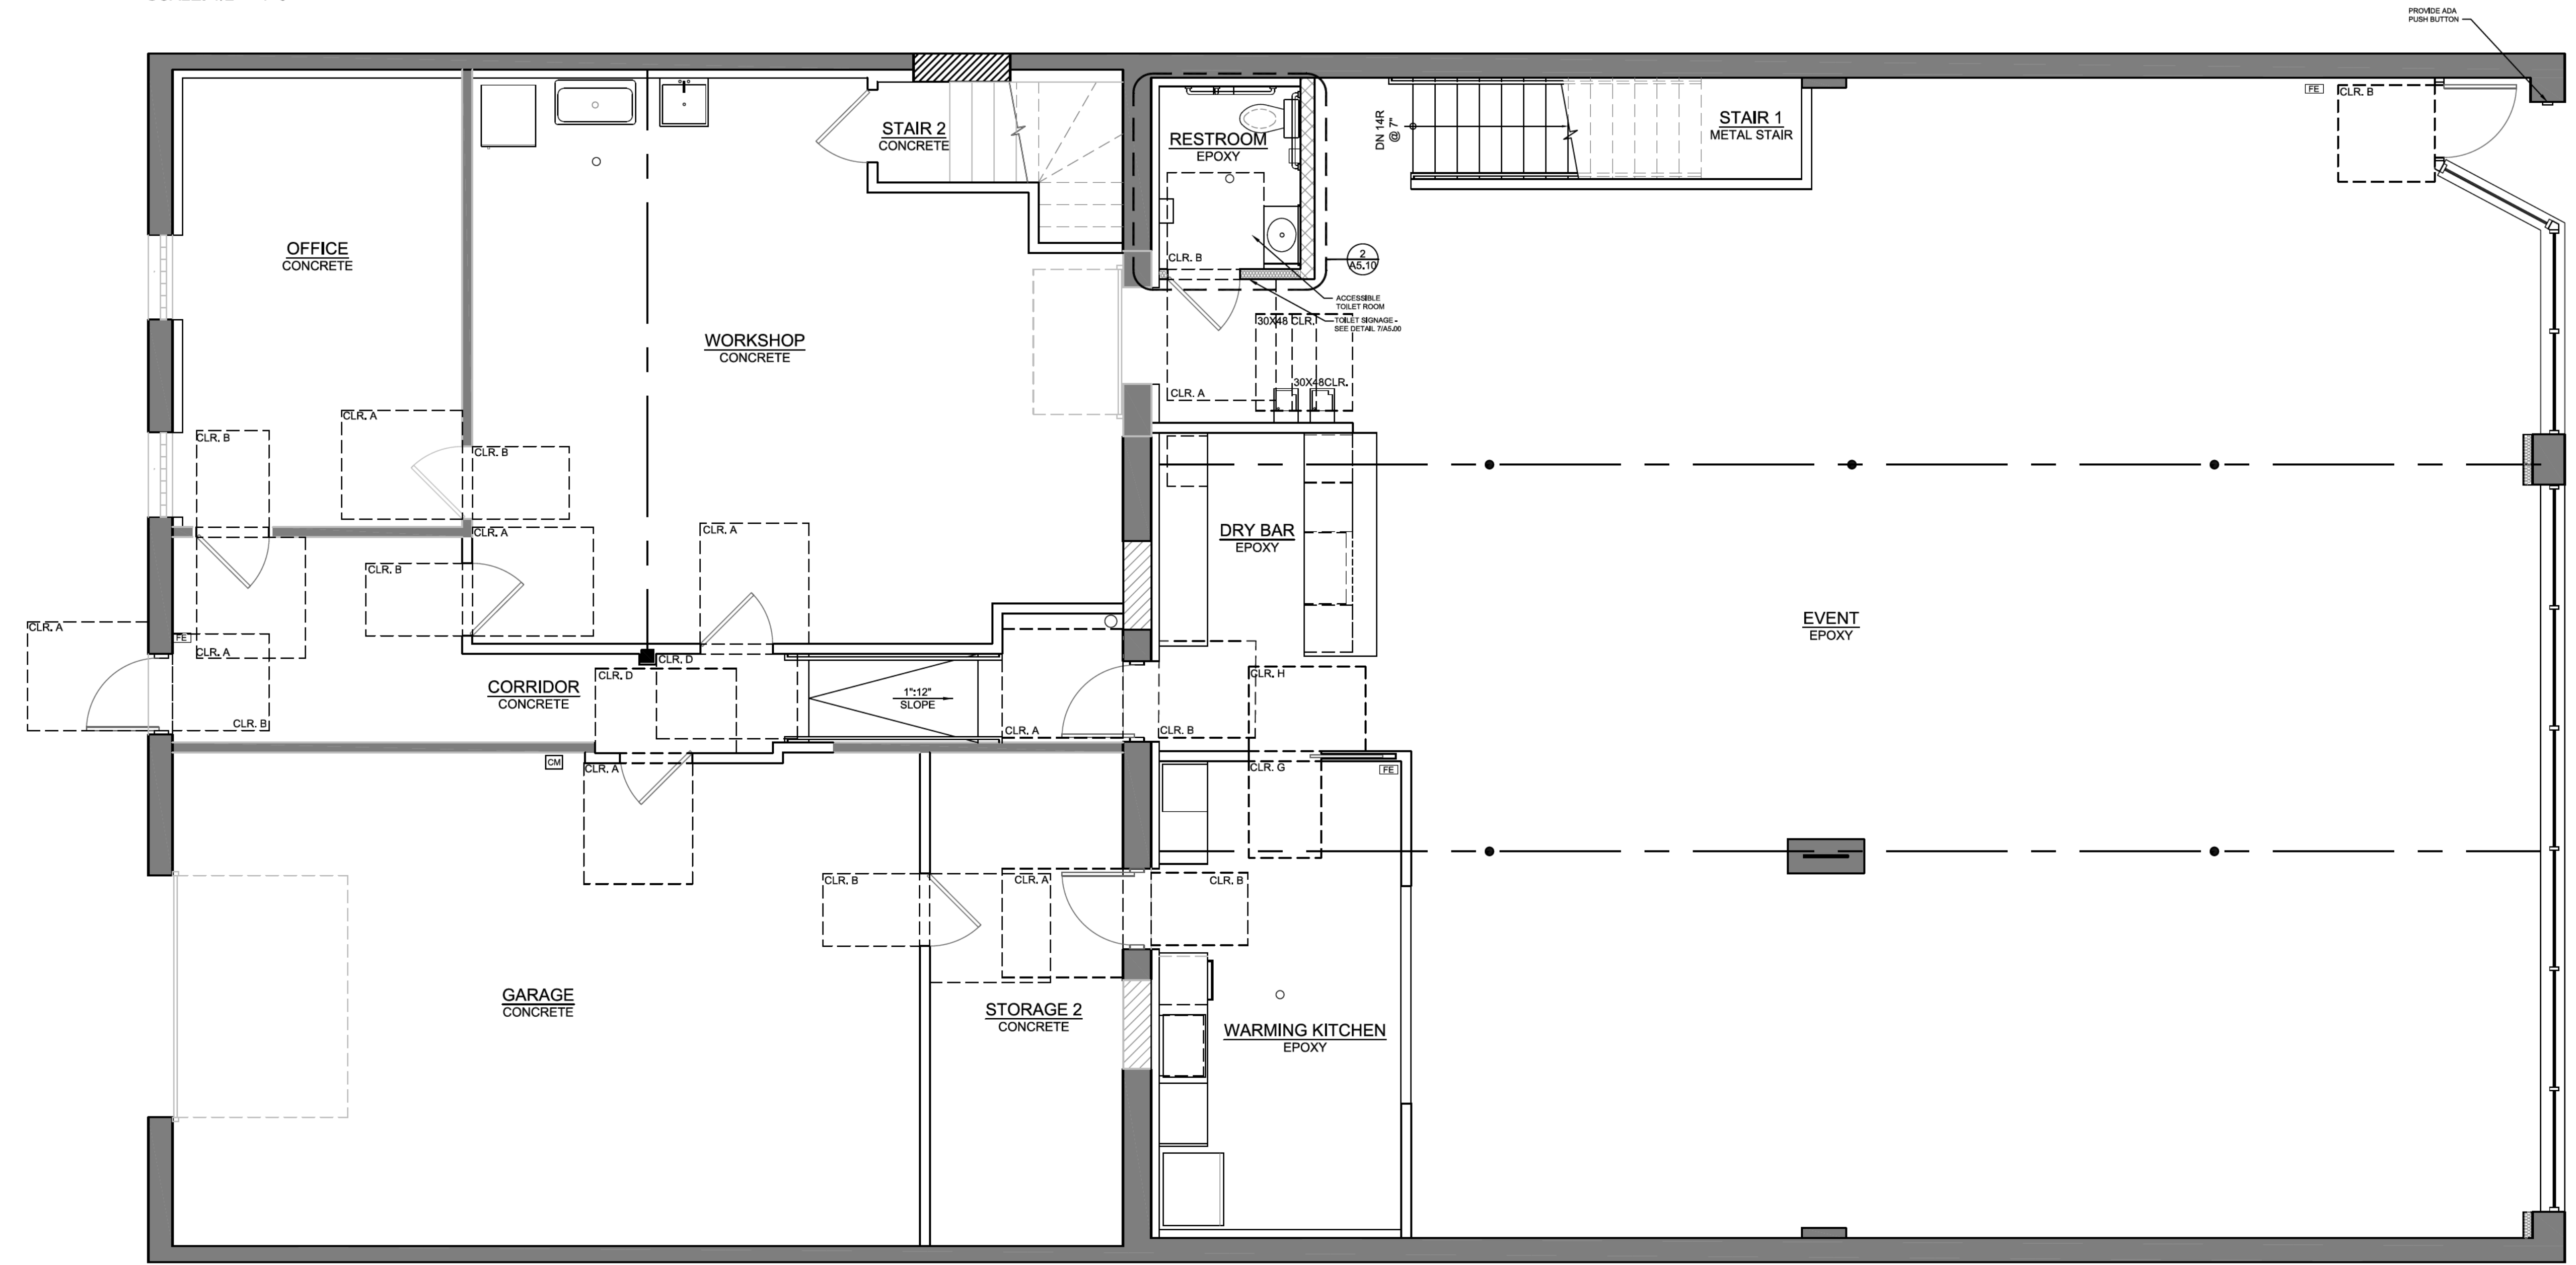 PROVIDE ADA
PUSH BUTTON
FE
CLR. B
STAIR 1
METAL STAIR
DN 14R
@ 7"
STAIR 2
CONCRETE
RESTROOM
EPOXY
OFFICE
CONCRETE
CLR. B
2
A5.10
ACCESSIBLE
TOILET ROOM
TOILET SIGNAGE -
SEE DETAIL 7/A5.00
30X48 CLR.
WORKSHOP
CONCRETE
30X48CLR.
CLR. A
CLR. A
CLR. B
CLR. B
CLR. A
CLR. A
DRY BAR
EPOXY
CLR. B
EVENT
EPOXY
CLR. A
FE
CLR. A
CLR. D
CLR. D
CLR. H
CORRIDOR
CONCRETE
1":12"
SLOPE
CLR. B
CLR. A
CLR. B
CM
CLR. A
CLR. G
FE
CLR. B
CLR. A
CLR. B
GARAGE
CONCRETE
STORAGE 2
CONCRETE
WARMING KITCHEN
EPOXY